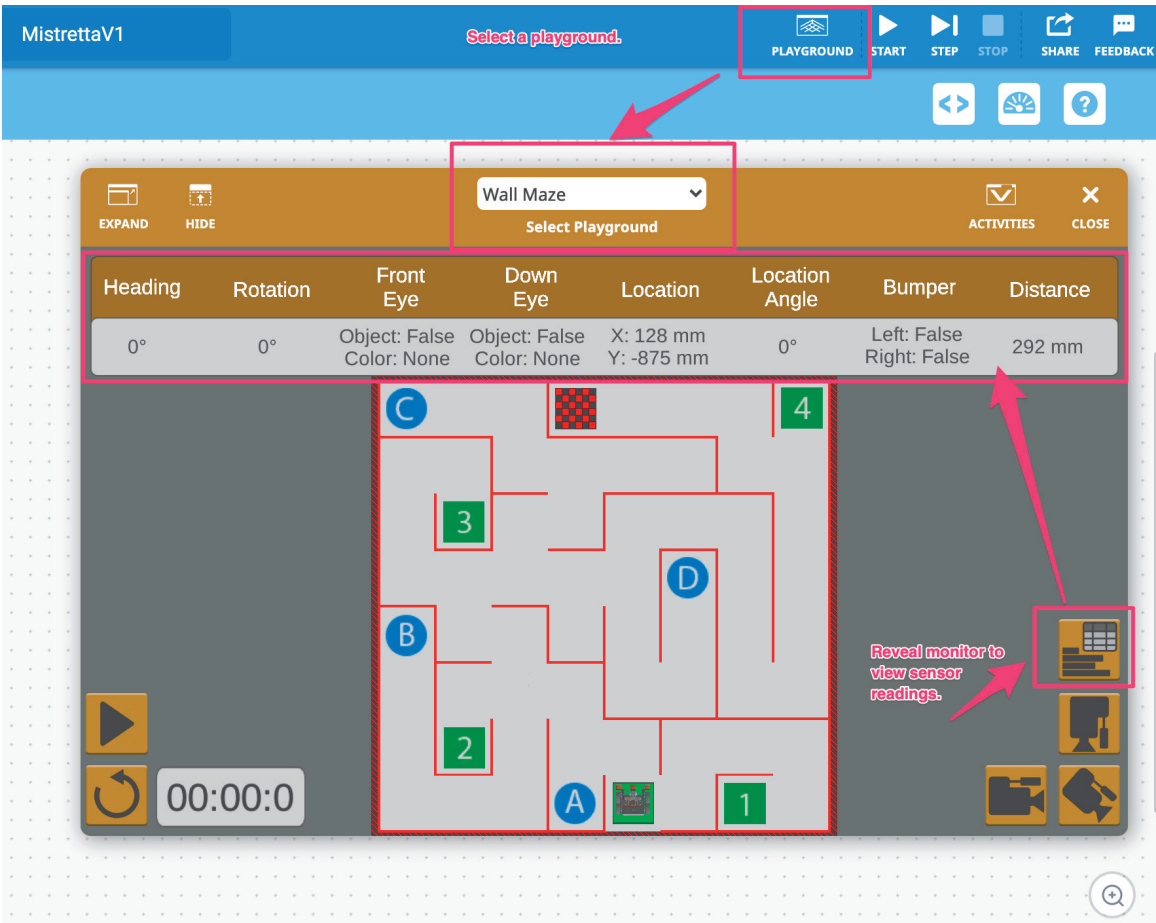 MistrettaV1
Select a playground.
PLAYGROUND
START
STEP
STOP
SHARE
FEEDBACK
EXPAND
HIDE
Wall Maze
Select Playground
ACTIVITIES
CLOSE
Heading
Rotation
Front
Eye
Down
Eye
Location
Location
Angle
Bumper
Distance
0°
0°
Object: False
Color: None
Object: False
Color: None
X: 128 mm
Y: -875 mm
0°
Left: False
Right: False
292 mm
C
4
3
D
B
Reveal monitor to
view sensor
readings.
2
A
1
00:00:0